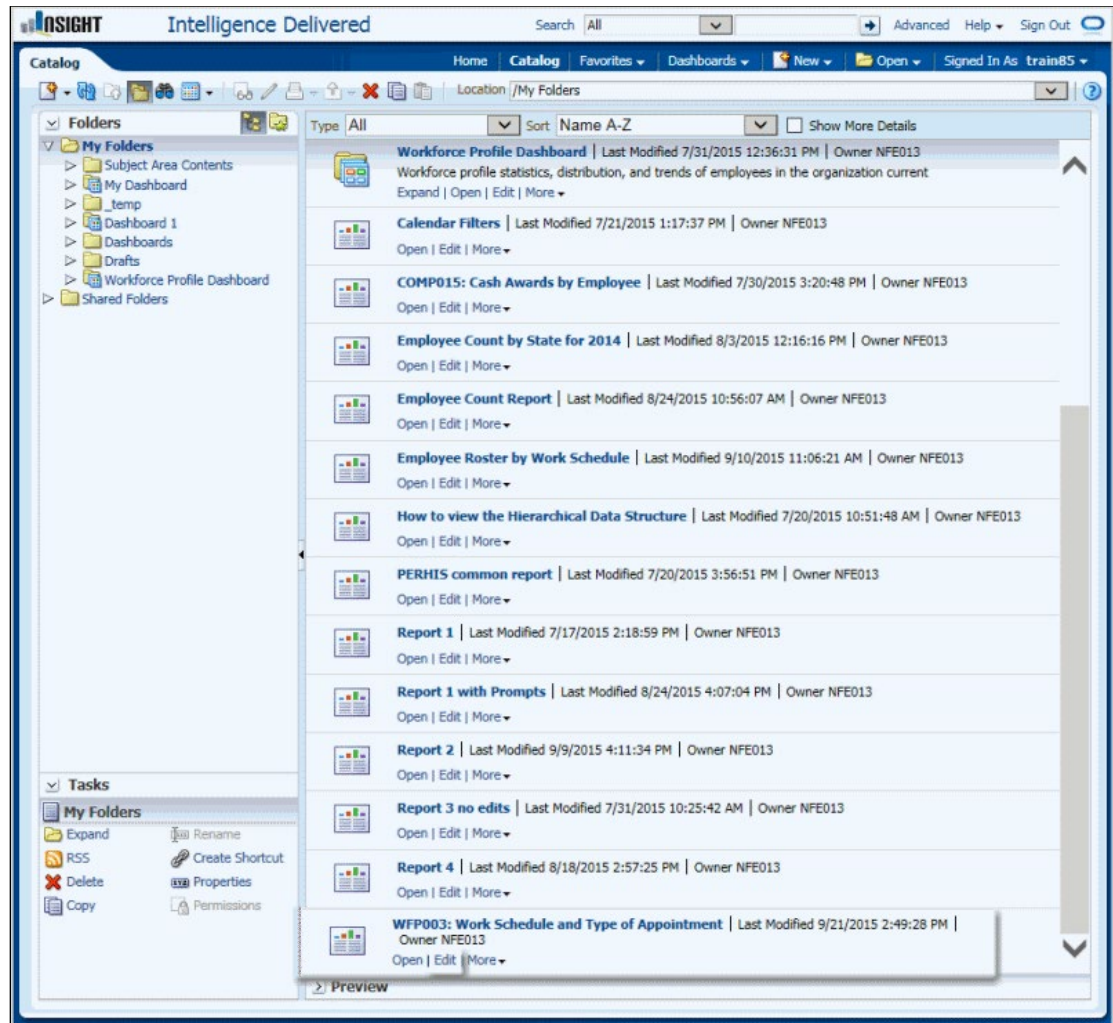 INSIGHT Intelligence Delivered Search All Advanced Help Sign Out
Catalog Home Catalog Favorites Dashboards New Open Signed In As train85
Location /My Folders
Folders
My Folders
Subject Area Contents
My Dashboard
_temp
Dashboard 1
Dashboards
Drafts
Workforce Profile Dashboard
Shared Folders
Type All Sort Name A-Z Show More Details
Workforce Profile Dashboard | Last Modified 7/31/2015 12:36:31 PM | Owner NFE013
Workforce profile statistics, distribution, and trends of employees in the organization current
Expand | Open | Edit | More
Calendar Filters | Last Modified 7/21/2015 1:17:37 PM | Owner NFE013
Open | Edit | More
COMP015: Cash Awards by Employee | Last Modified 7/30/2015 3:20:48 PM | Owner NFE013
Open | Edit | More
Employee Count by State for 2014 | Last Modified 8/3/2015 12:16:16 PM | Owner NFE013
Open | Edit | More
Employee Count Report | Last Modified 8/24/2015 10:56:07 AM | Owner NFE013
Open | Edit | More
Employee Roster by Work Schedule | Last Modified 9/10/2015 11:06:21 AM | Owner NFE013
Open | Edit | More
How to view the Hierarchical Data Structure | Last Modified 7/20/2015 10:51:48 AM | Owner NFE013
Open | Edit | More
PERHIS common report | Last Modified 7/20/2015 3:56:51 PM | Owner NFE013
Open | Edit | More
Report 1 | Last Modified 7/17/2015 2:18:59 PM | Owner NFE013
Open | Edit | More
Report 1 with Prompts | Last Modified 8/24/2015 4:07:04 PM | Owner NFE013
Open | Edit | More
Report 2 | Last Modified 9/9/2015 4:11:34 PM | Owner NFE013
Open | Edit | More
Report 3 no edits | Last Modified 7/31/2015 10:25:42 AM | Owner NFE013
Open | Edit | More
Report 4 | Last Modified 8/18/2015 2:57:25 PM | Owner NFE013
Open | Edit | More
WFP003: Work Schedule and Type of Appointment | Last Modified 9/21/2015 2:49:28 PM |
Owner NFE013
Open | Edit | More
Preview
Tasks
My Folders
Expand Rename
RSS Create Shortcut
Delete Properties
Copy Permissions